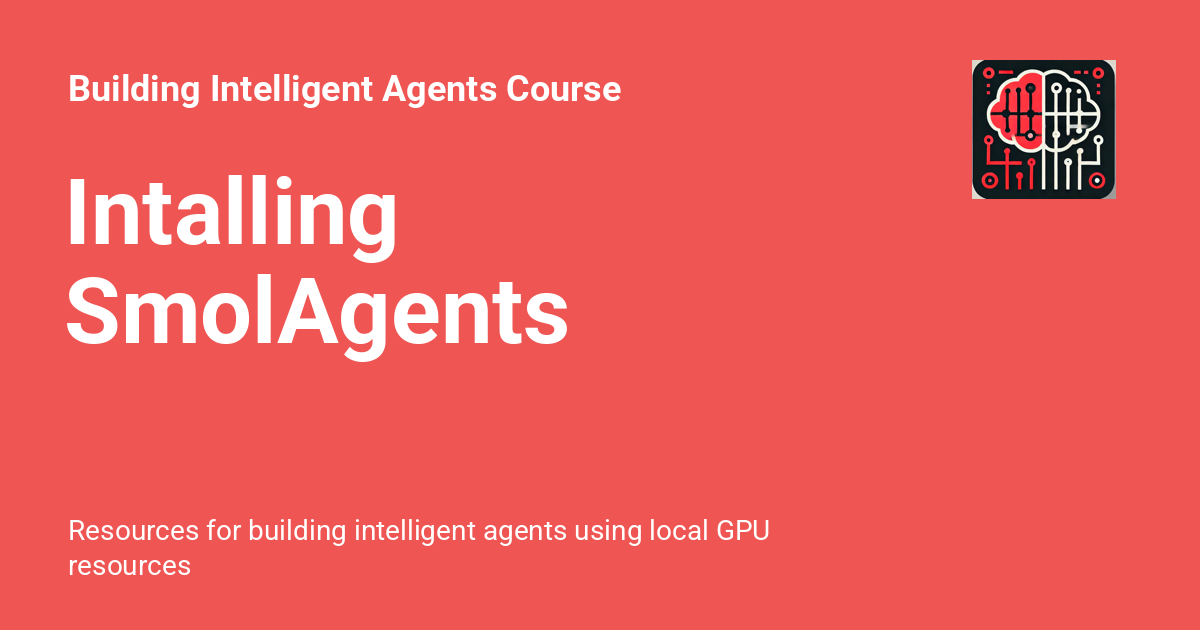 Building Intelligent Agents Course
Intalling
SmolAgents
Resources for building intelligent agents using local GPU
resources